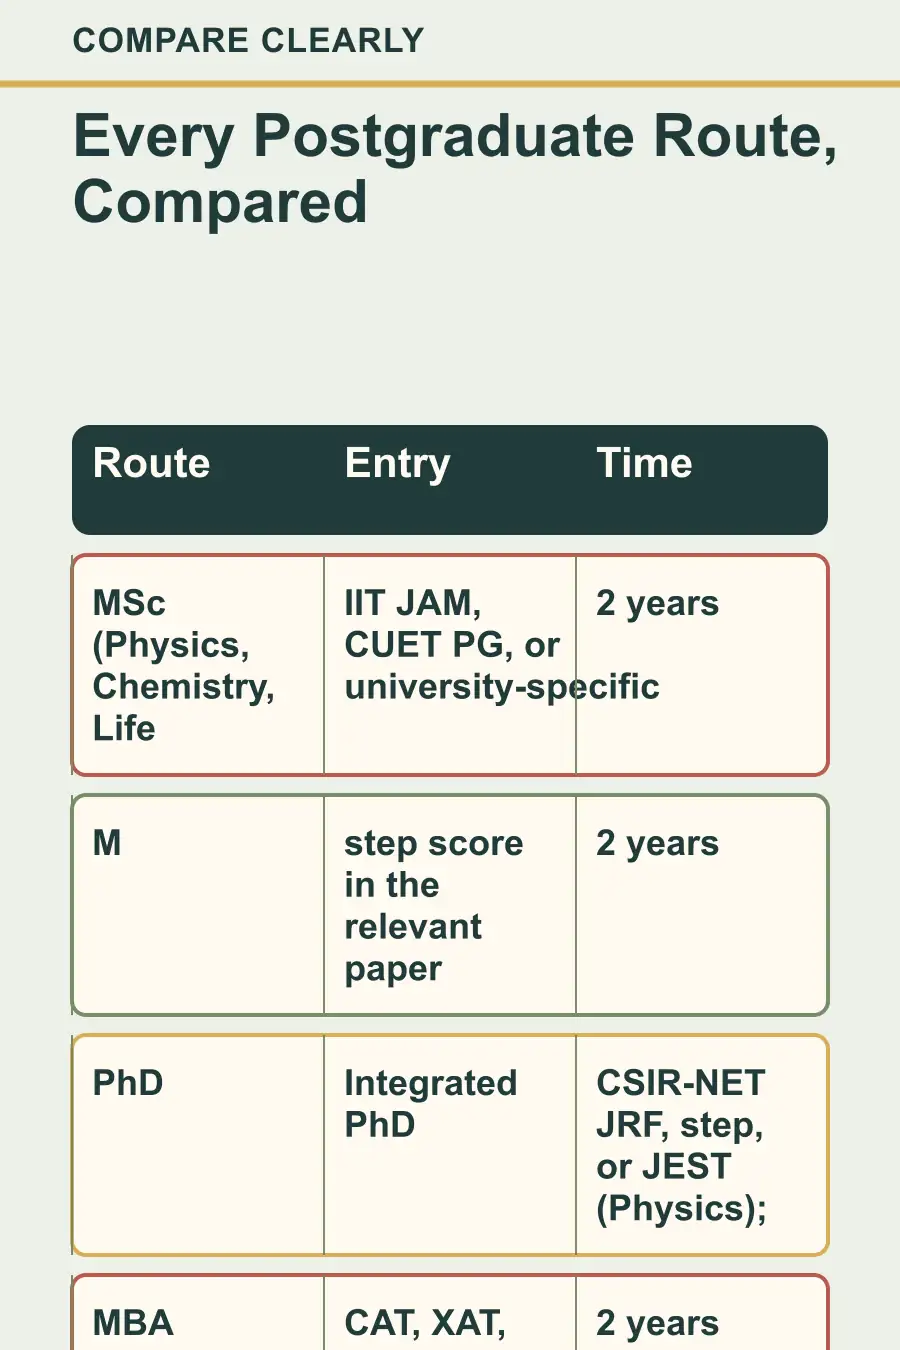 COMPARE CLEARLY
Every Postgraduate Route,
Compared
Route Entry Time
MSc
(Physics,
Chemistry,
Life
IIT JAM,
CUET PG, or
university-specific
2 years
M
step score
in the
relevant
paper
2 years
PhD
Integrated
PhD
CSIR-NET
JRF, step,
or JEST
(Physics);
MBA
CAT, XAT,
2 years